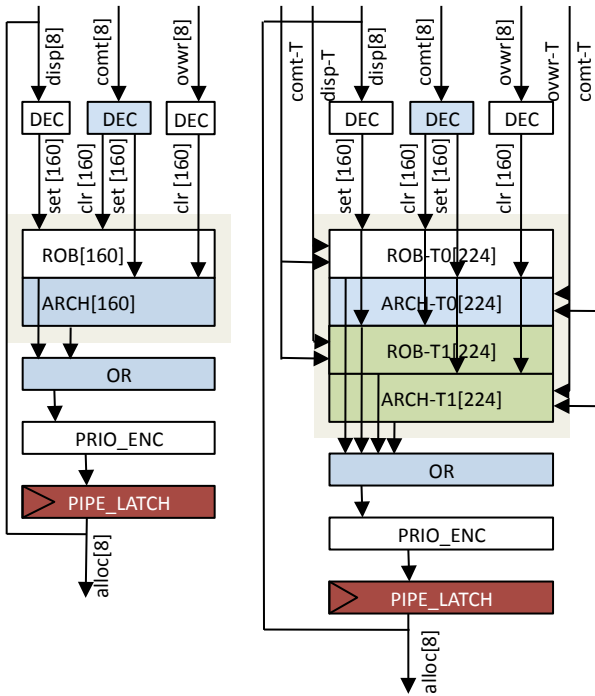 disp[8]
comt[8]
ovwr[8]
DEC
DEC
DEC
set [160]
clr [160]
set [160]
clr [160]
ROB[160]
ARCH[160]
OR
PRIO_ENC
PIPE_LATCH
alloc[8]
comt-T
disp-T
disp[8]
comt[8]
ovwr[8]
ovwr-T
comt-T
DEC
DEC
DEC
set [160]
clr [160]
set [160]
clr [160]
ROB-T0[224]
ARCH-T0[224]
ROB-T1[224]
ARCH-T1[224]
OR
PRIO_ENC
PIPE_LATCH
alloc[8]